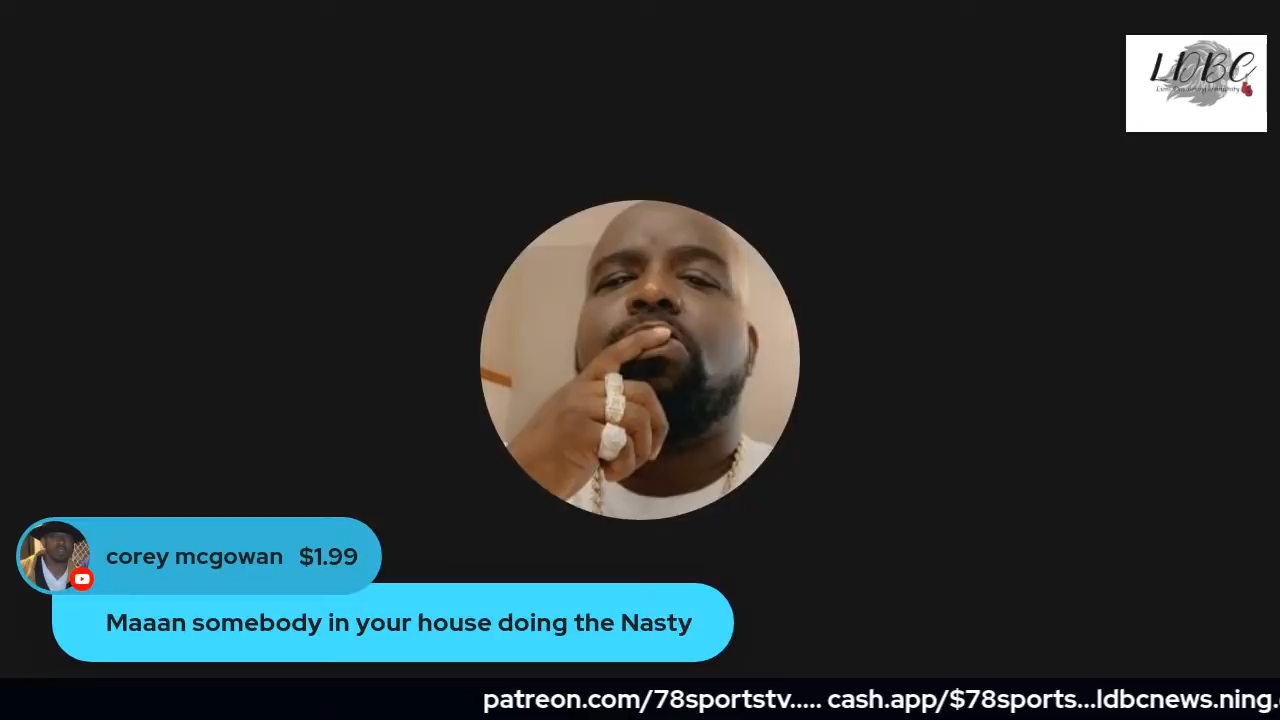 LDBC
corey mcgowan $1.99
Maaan somebody in your house doing the Nasty
patreon.com/78sportstv..... cash.app/$78sports...ldbcnews.ning.